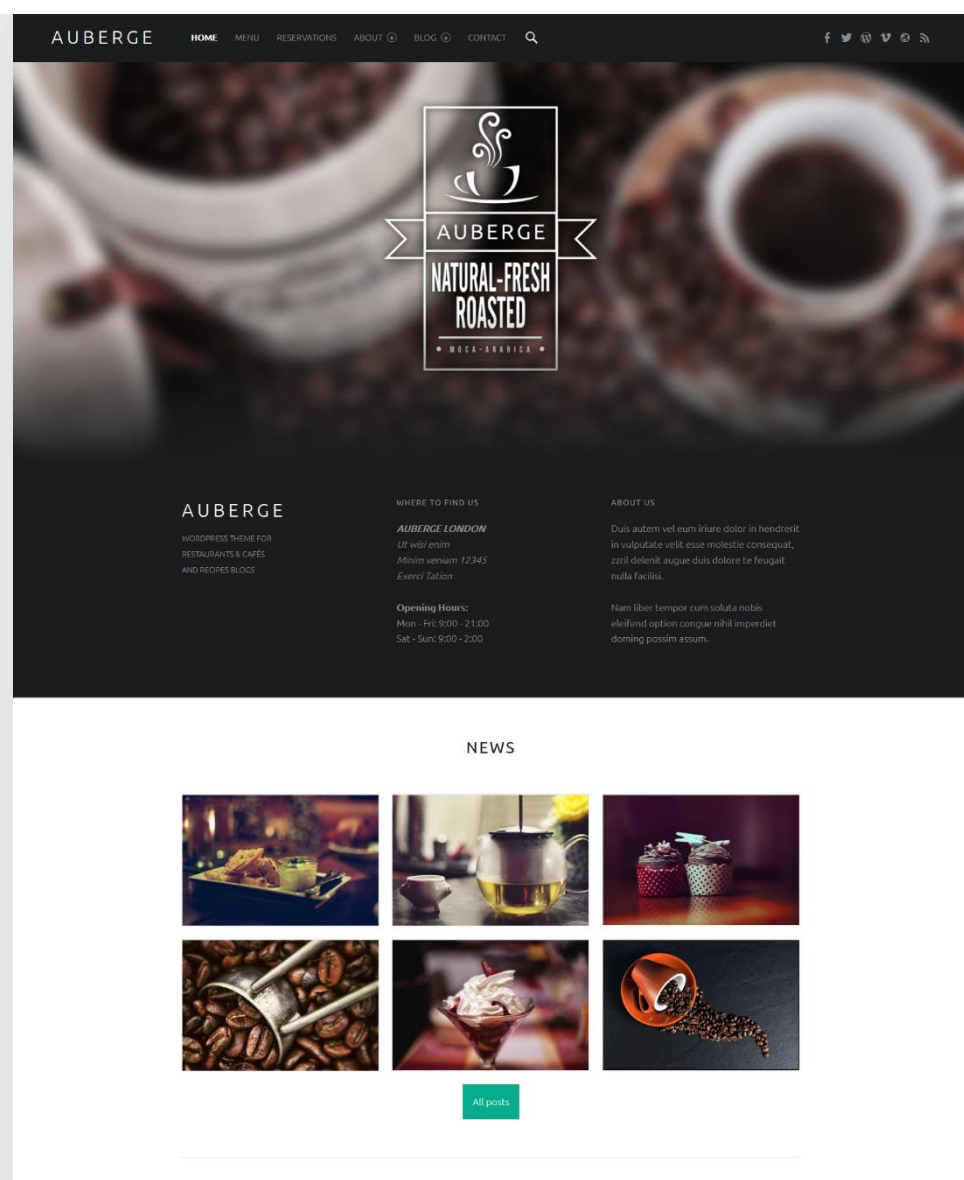 AUBERGE
HOME MENU RESERVATIONS ABOUT BLOG CONTACT
AUBERGE
NATURAL-FRESH
ROASTED
• MOCA-ARABICA •
AUBERGE
WORDPRESS THEME FOR
RESTAURANTS & CAFÉS
AND RECIPES BLOGS
WHERE TO FIND US
AUBERGE LONDON
Ut wisi enim
Minim veniam 12345
Exerci Tation
Opening Hours:
Mon - Fri: 9:00 - 21:00
Sat - Sun: 9:00 - 2:00
ABOUT US
Duis autem vel eum iriure dolor in hendrerit
in vulputate velit esse molestie consequat,
zzril delenit augue duis dolore te feugait
nulla facilisi.
Nam liber tempor cum soluta nobis
eleifend option congue nihil imperdiet
doming possim assum.
NEWS
All posts